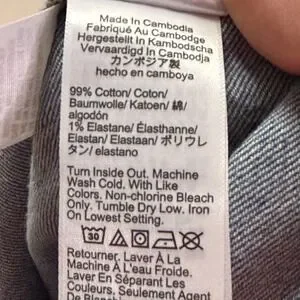 Made In Cambodia
Fabriqué Au Cambodge
Hergestellt In Kambodscha
Vervaardigd In Cambodja
カンボジア製
hecho en camboya
99% Cotton/ Coton/
Baumwolle/ Katoen/ 綿/
algodón
1% Elastane/ Élasthanne/
Elastan/ Elastaan/ ポリウレ
タン/ elastano
Turn Inside Out. Machine
Wash Cold. With Like
Colors. Non-chlorine Bleach
Only. Tumble Dry Low. Iron
On Lowest Setting.
30
Retourner. Laver À La
Machine À L'eau Froide.
Laver En Séparant Les
Couleurs. Seulement Agent
De Blanchi